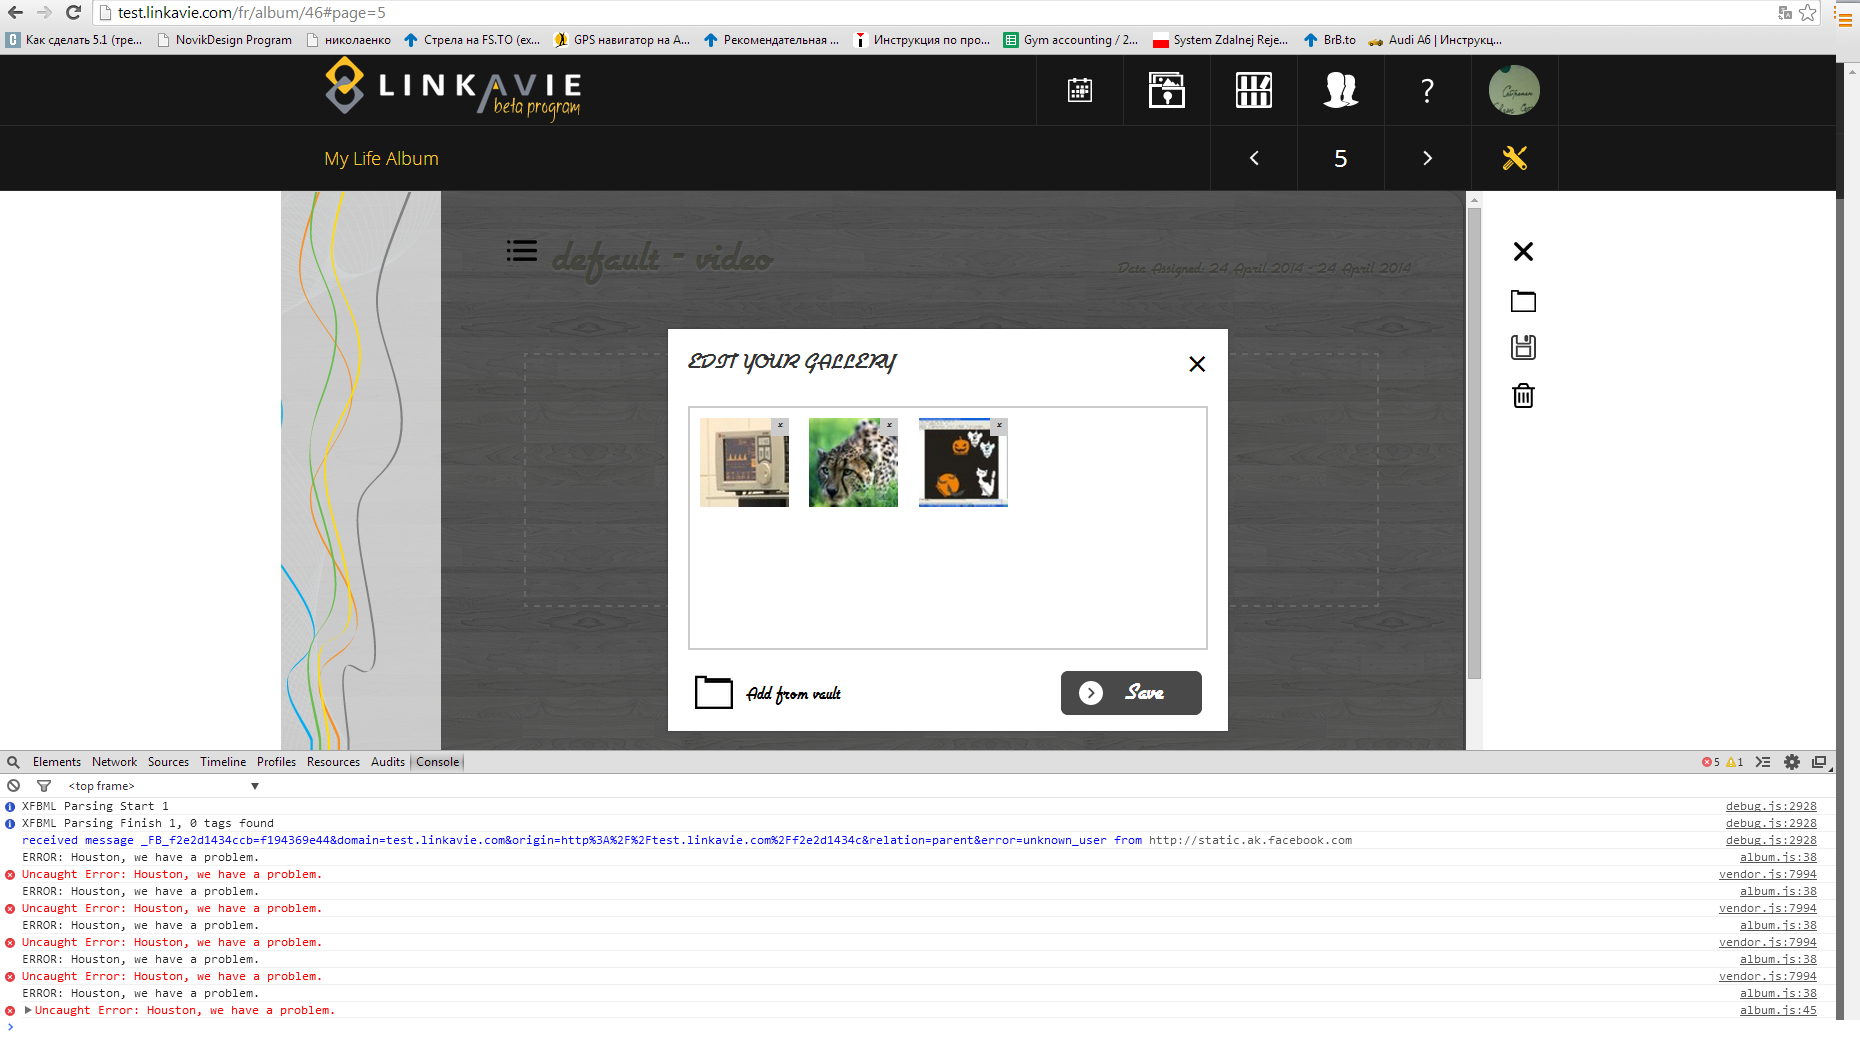 test.linkavie.com/fr/album/46#page=5
Как сделать 5.1 (тре... NovikDesign Program николаенко Стрела на FS.TO (ex... GPS навигатор на A... Рекомендательная ... Инструкция по про... Gym accounting / 2... System Zdalnej Reje... BrB.to Audi A6 | Инструкц...
LINKAVIE
beta program
?
My Life Album
5
default - video
Data Assigned: 24 April 2014 - 24 April 2014
EDIT YOUR GALLERY
x x x
Add from vault
Save
Elements Network Sources Timeline Profiles Resources Audits Console 5 1
<top frame>
XFBML Parsing Start 1 debug.js:2928
XFBML Parsing Finish 1, 0 tags found debug.js:2928
received message _FB_f2e2d1434ccb=f194369e44&domain=test.linkavie.com&origin=http%3A%2F%2Ftest.linkavie.com%2Ff2e2d1434c&relation=parent&error=unknown_user from http://static.ak.facebook.com debug.js:2928
ERROR: Houston, we have a problem. album.js:38
Uncaught Error: Houston, we have a problem. vendor.js:7994
ERROR: Houston, we have a problem. album.js:38
Uncaught Error: Houston, we have a problem. vendor.js:7994
ERROR: Houston, we have a problem. album.js:38
Uncaught Error: Houston, we have a problem. vendor.js:7994
ERROR: Houston, we have a problem. album.js:38
Uncaught Error: Houston, we have a problem. vendor.js:7994
ERROR: Houston, we have a problem. album.js:38
Uncaught Error: Houston, we have a problem. album.js:45